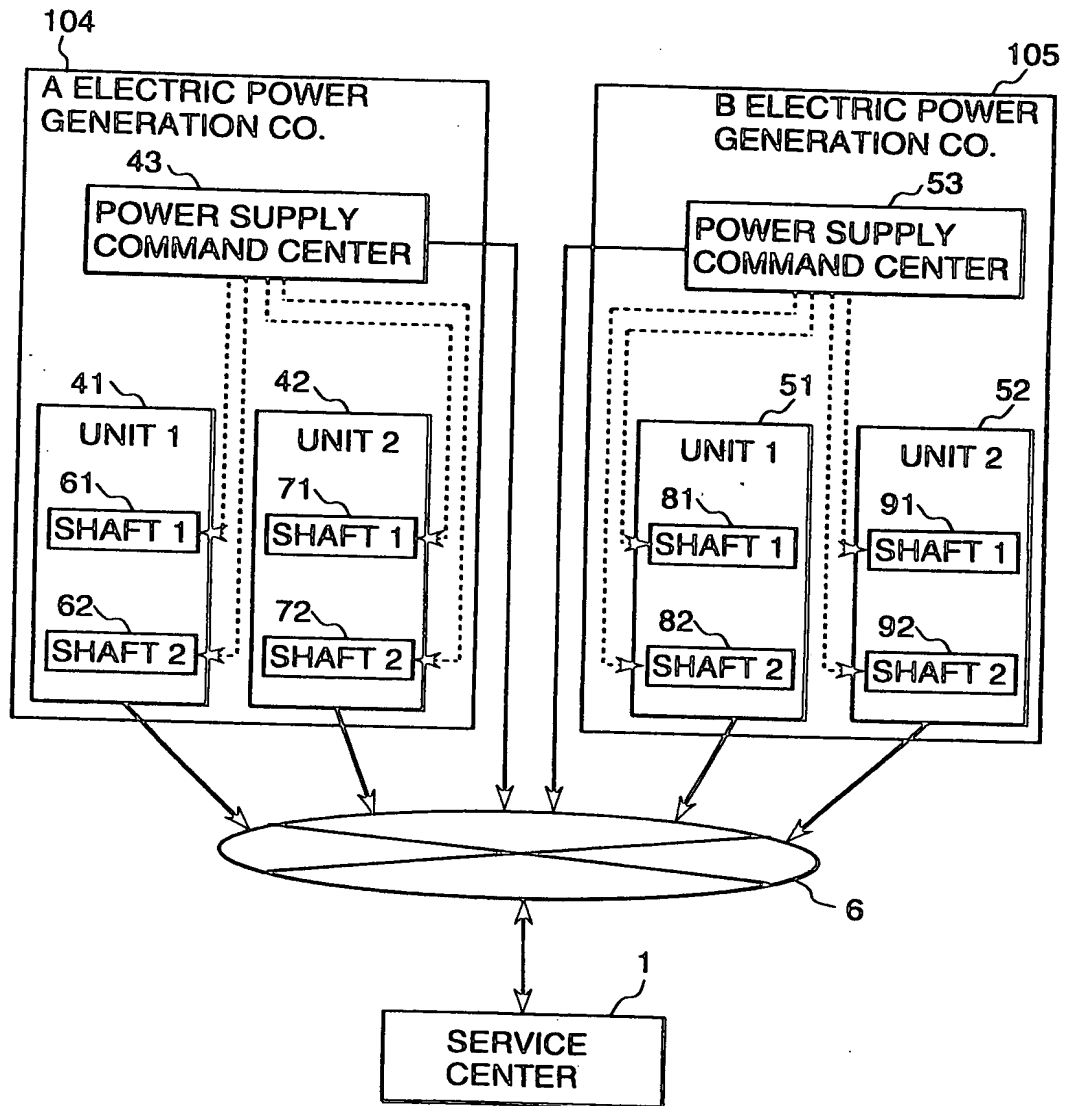 104
A ELECTRIC POWER
GENERATION CO.
43
POWER SUPPLY
COMMAND CENTER
41
UNIT 1
61
SHAFT 1
62
SHAFT 2
42
UNIT 2
71
SHAFT 1
72
SHAFT 2
105
B ELECTRIC POWER
GENERATION CO.
53
POWER SUPPLY
COMMAND CENTER
51
UNIT 1
81
SHAFT 1
82
SHAFT 2
52
UNIT 2
91
SHAFT 1
92
SHAFT 2
6
1
SERVICE
CENTER